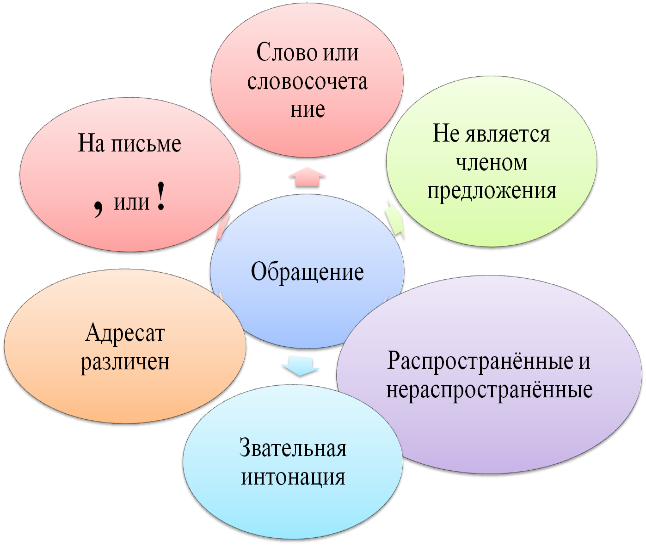 Слово или
словосочета
ние
На письме
, или !
Не является
членом
предложения
Обращение
Адресат
различен
Распространённые и
нераспространённые
Звательная
интонация